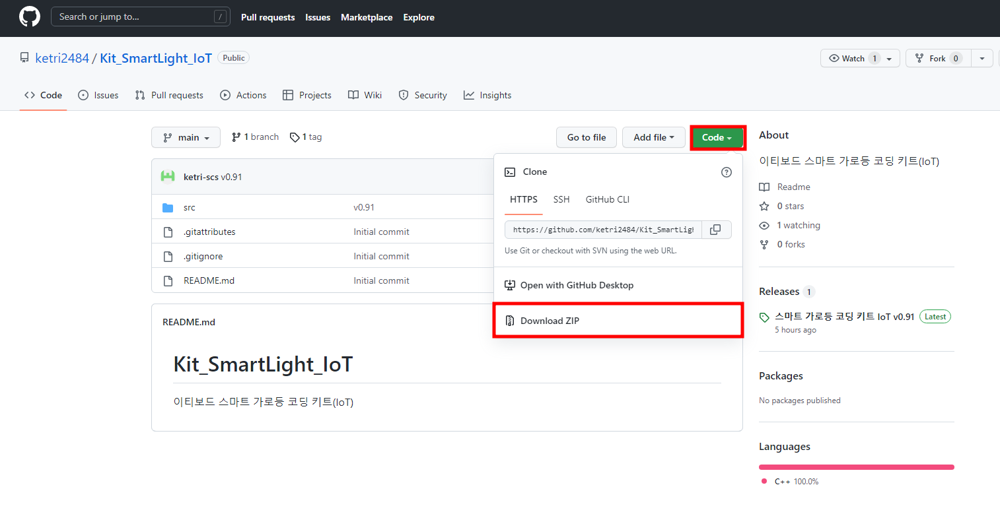 Search or jump to... / Pull requests Issues Marketplace Explore
ketri2484 / Kit_SmartLight_IoT Public Watch 1 Fork 0
Code Issues Pull requests Actions Projects Wiki Security Insights
main 1 branch 1 tag Go to file Add file Code
ketri-scs v0.91
src v0.91
.gitattributes Initial commit
.gitignore Initial commit
README.md Initial commit
Clone
HTTPS SSH GitHub CLI
https://github.com/ketri2484/Kit_SmartLigh
Use Git or checkout with SVN using the web URL.
Open with GitHub Desktop
Download ZIP
README.md
Kit_SmartLight_IoT
이티보드 스마트 가로등 코딩 키트(IoT)
About
이티보드 스마트 가로등 코딩 키트(IoT)
Readme
0 stars
1 watching
0 forks
Releases 1
스마트 가로등 코딩 키트 IoT v0.91 Latest
5 hours ago
Packages
No packages published
Languages
C++ 100.0%